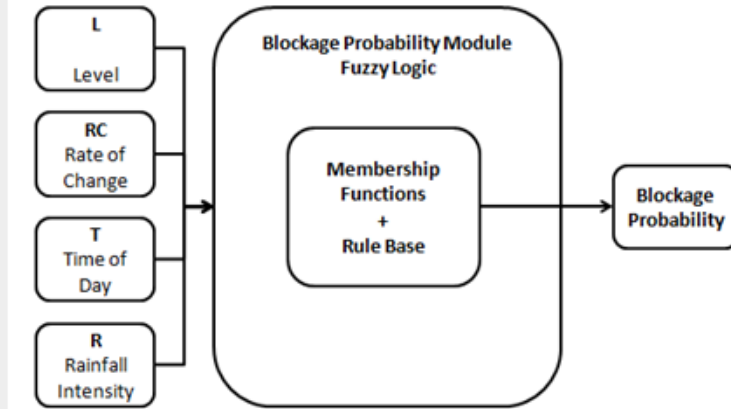 L
Level
RC
Rate of
Change
T
Time of
Day
R
Rainfall
Intensity
Blockage Probability Module
Fuzzy Logic
Membership
Functions
+
Rule Base
Blockage
Probability